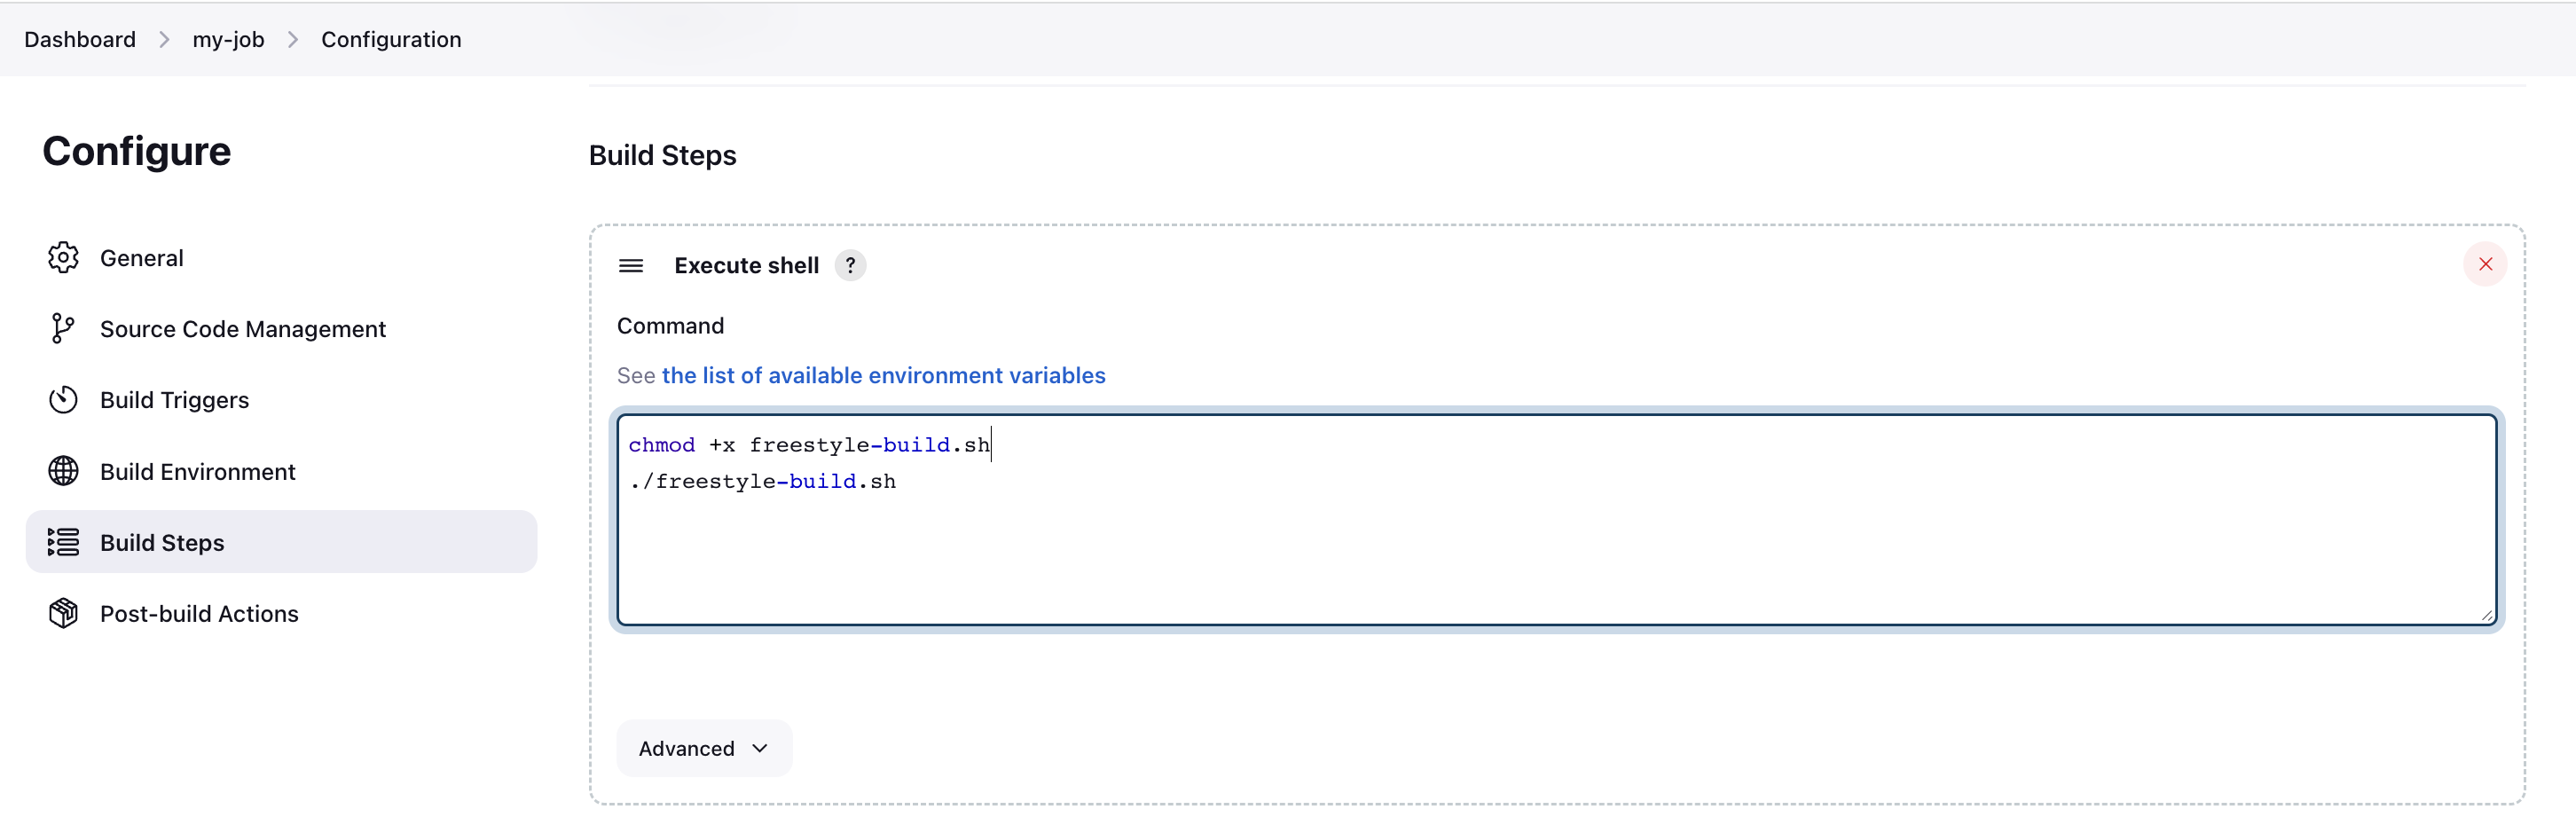 Dashboard > my-job > Configuration
Configure
General
Source Code Management
Build Triggers
Build Environment
Build Steps
Post-build Actions
Build Steps
Execute shell ?
Command
See the list of available environment variables
chmod +x freestyle-build.sh
./freestyle-build.sh
Advanced